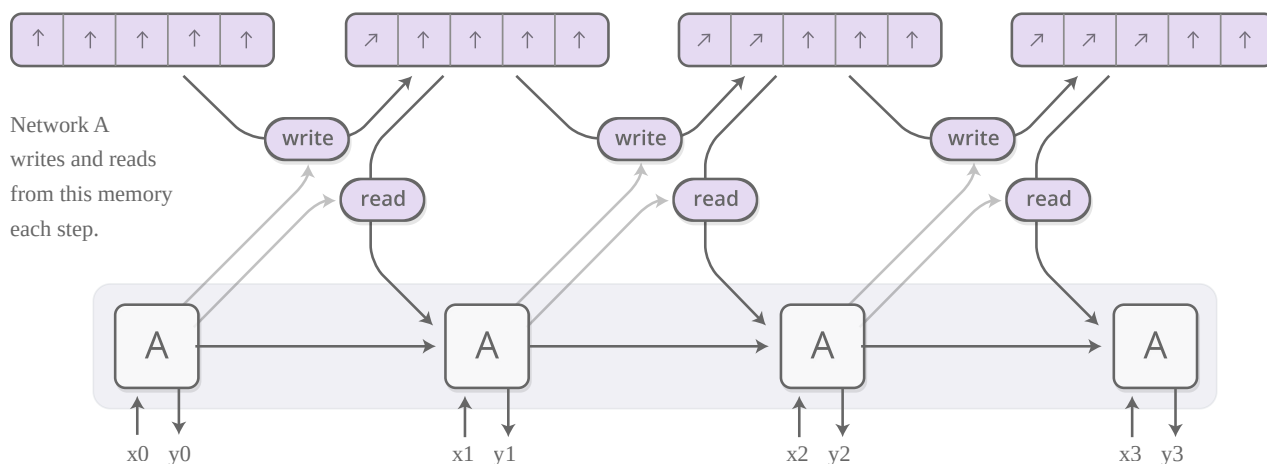 write
write
write
Network A
writes and reads
from this memory
each step.
read
read
read
A
A
A
A
x0 y0
x1 y1
x2 y2
x3 y3